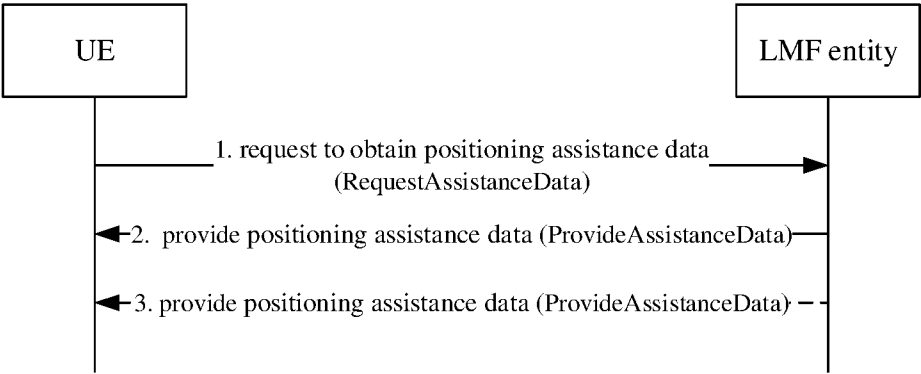 UE
LMF entity
1. request to obtain positioning assistance data
(RequestAssistanceData)
2. provide positioning assistance data (ProvideAssistanceData)
3. provide positioning assistance data (ProvideAssistanceData)